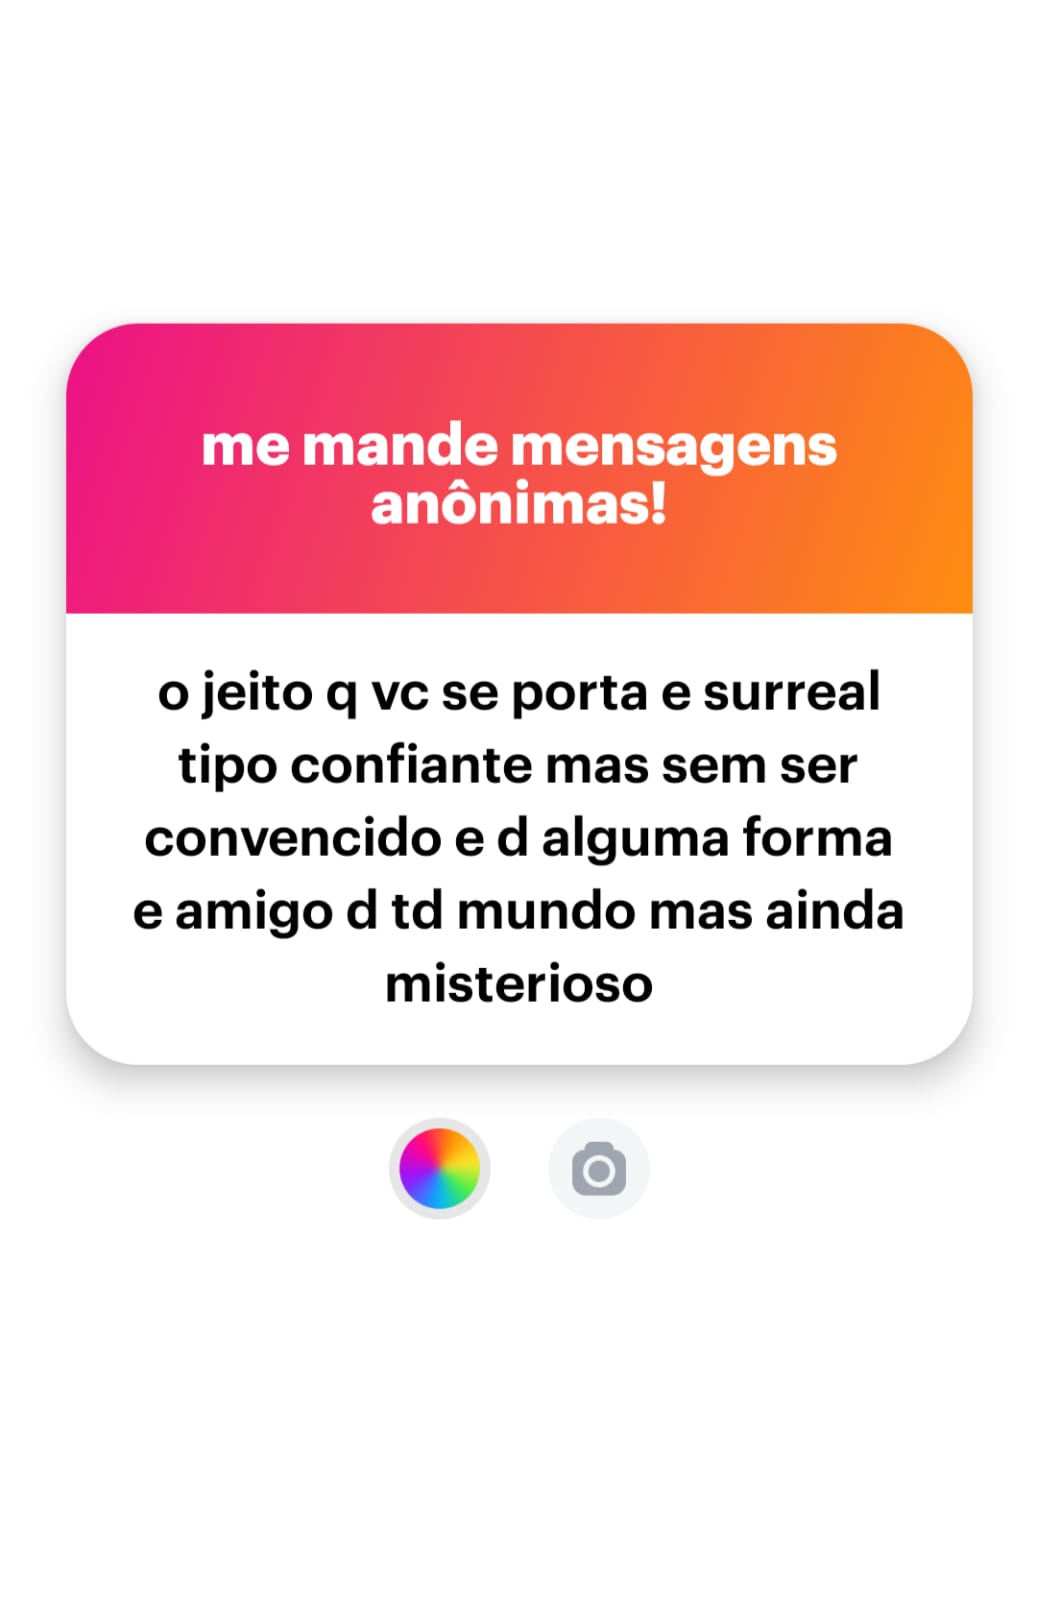 me mande mensagens
anônimas!
o jeito q vc se porta e surreal
tipo confiante mas sem ser
convencido e d alguma forma
e amigo d td mundo mas ainda
misterioso